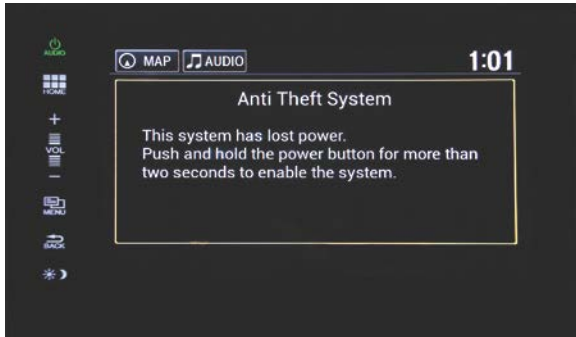 AUDIO
MAP
AUDIO
1:01
HOME
Anti Theft System
+
VOL
−
This system has lost power.
Push and hold the power button for more than
two seconds to enable the system.
MENU
BACK